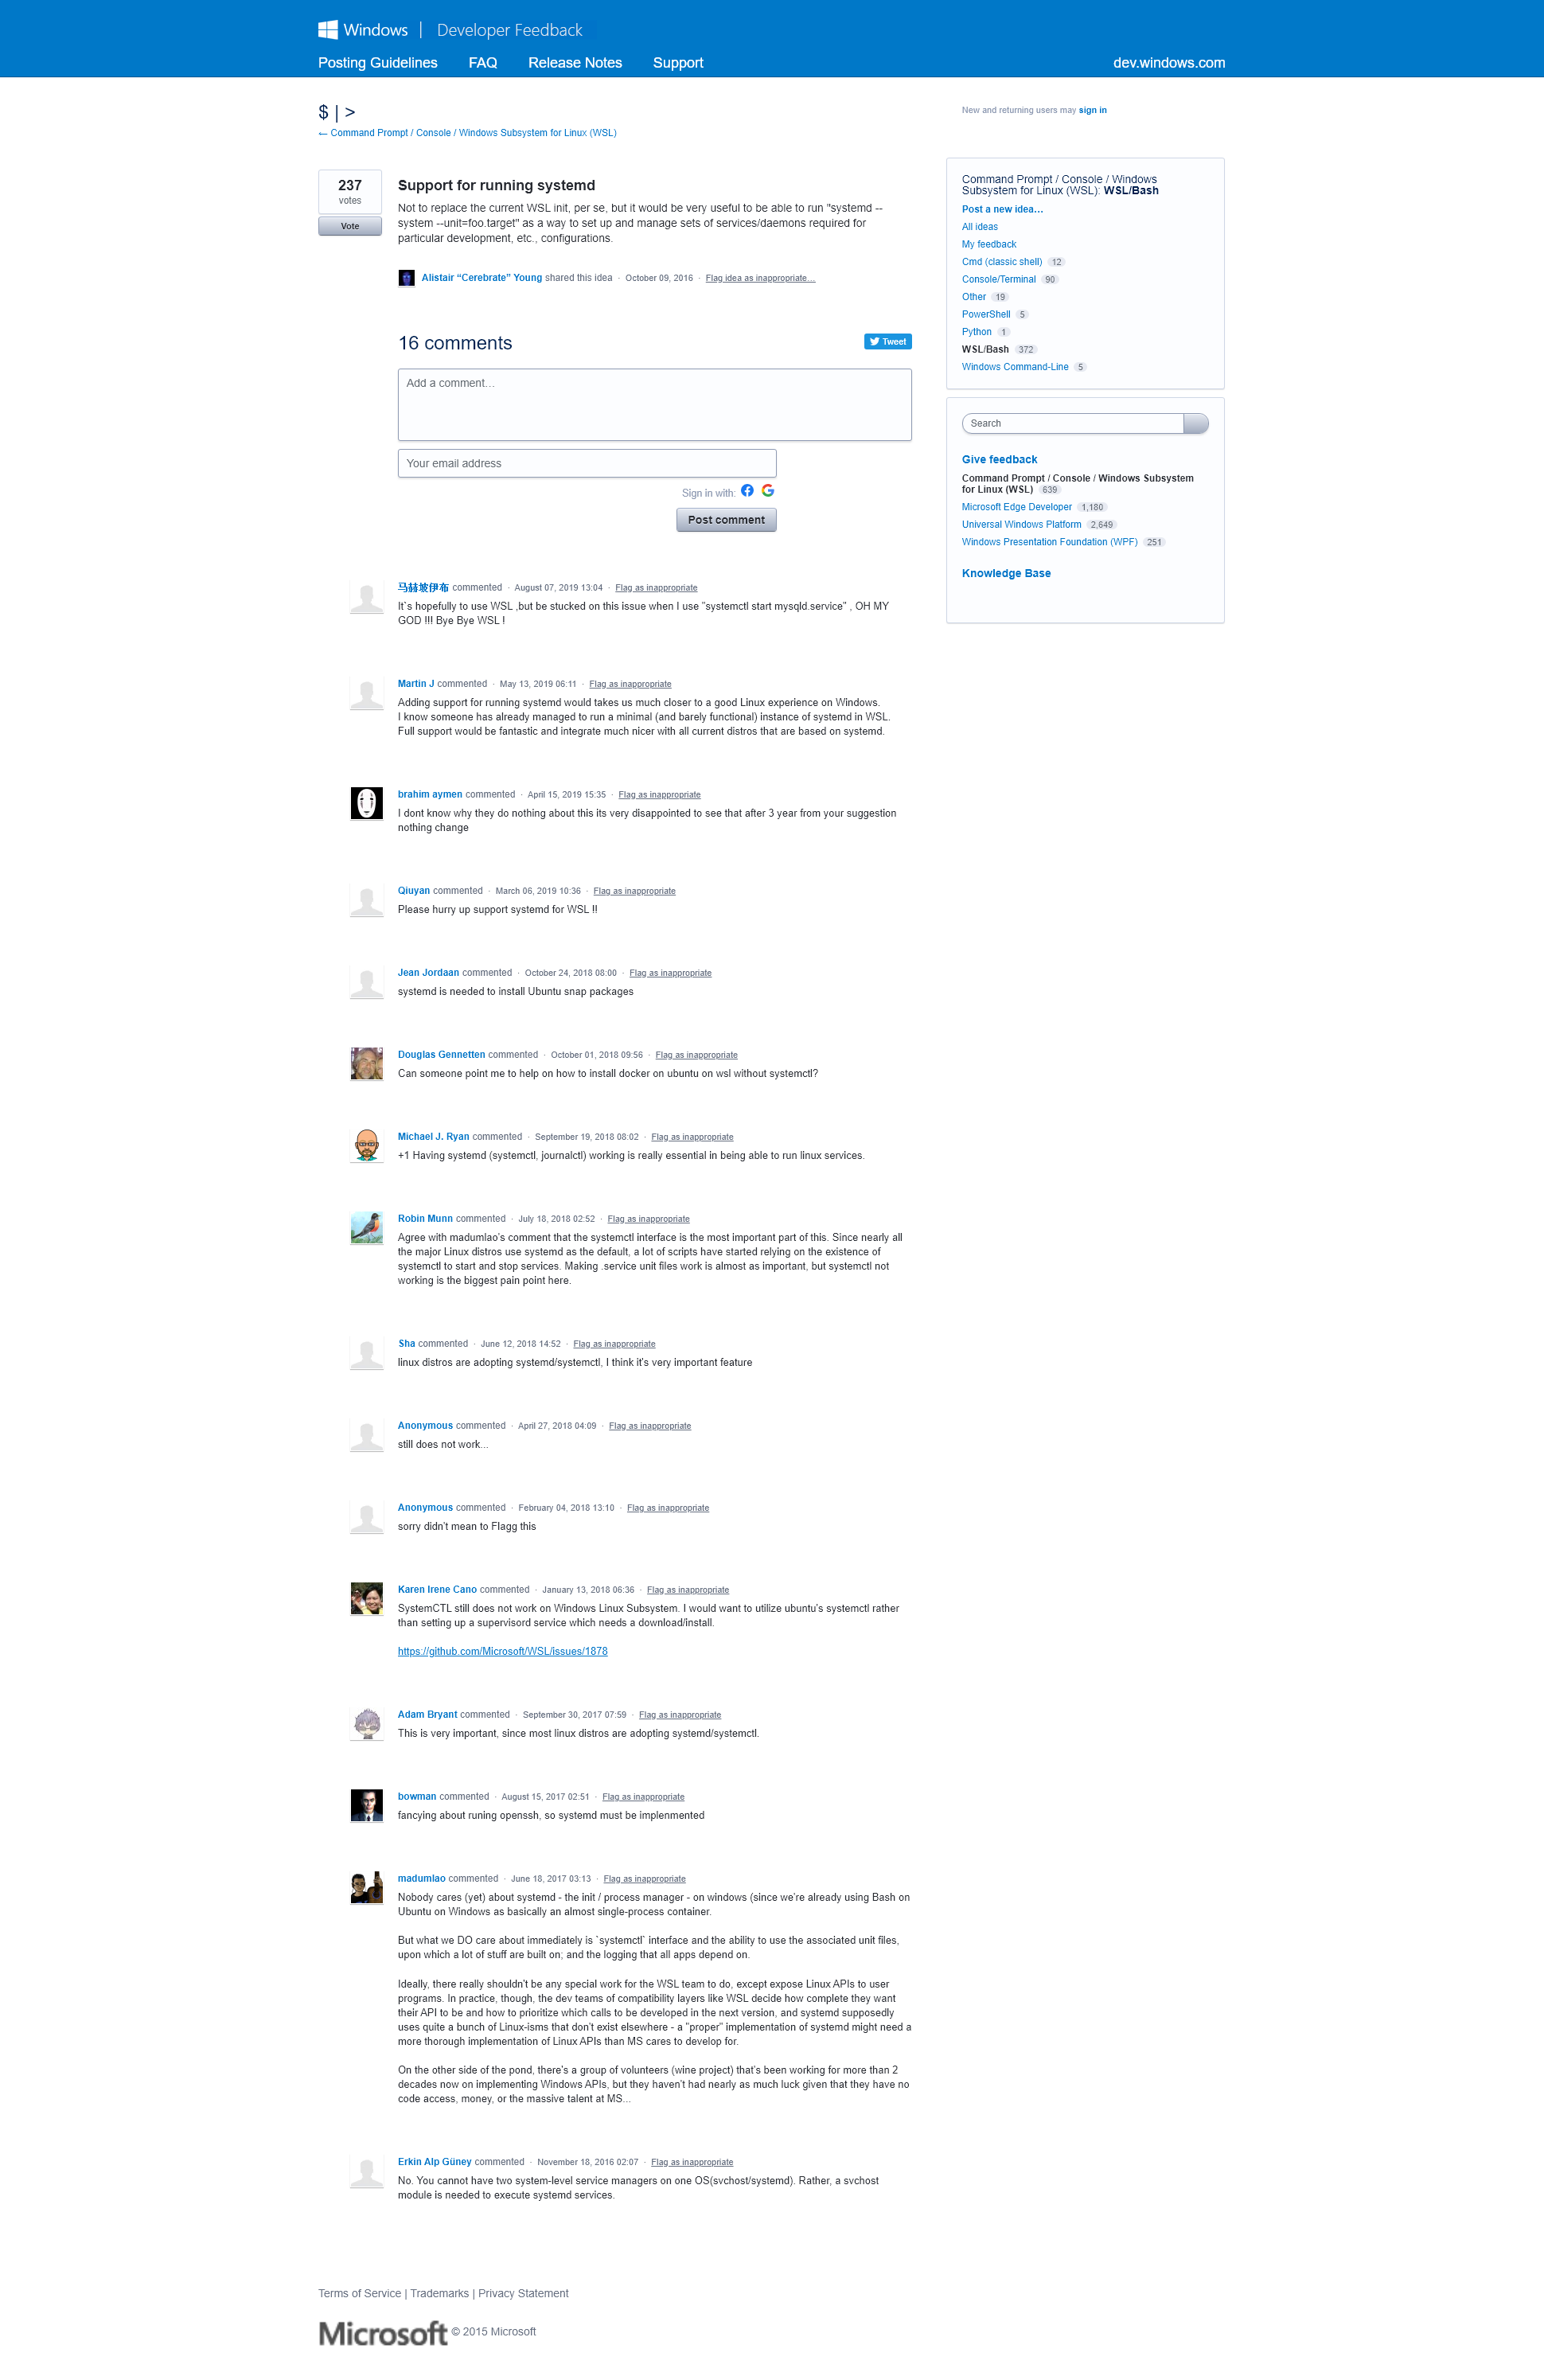 Windows | Developer Feedback
Posting Guidelines FAQ Release Notes Support dev.windows.com
$ | >
← Command Prompt / Console / Windows Subsystem for Linux (WSL)
New and returning users may sign in
237
votes
Vote
Support for running systemd
Not to replace the current WSL init, per se, but it would be very useful to be able to run "systemd --
system --unit=foo.target" as a way to set up and manage sets of services/daemons required for
particular development, etc., configurations.
Alistair “Cerebrate” Young shared this idea · October 09, 2016 · Flag idea as inappropriate…
16 comments
Tweet
Add a comment…
Your email address
Sign in with:
Post comment
马赫坡伊布 commented · August 07, 2019 13:04 · Flag as inappropriate
It`s hopefully to use WSL ,but be stucked on this issue when I use "systemctl start mysqld.service" , OH MY
GOD !!! Bye Bye WSL !
Martin J commented · May 13, 2019 06:11 · Flag as inappropriate
Adding support for running systemd would takes us much closer to a good Linux experience on Windows.
I know someone has already managed to run a minimal (and barely functional) instance of systemd in WSL.
Full support would be fantastic and integrate much nicer with all current distros that are based on systemd.
brahim aymen commented · April 15, 2019 15:35 · Flag as inappropriate
I dont know why they do nothing about this its very disappointed to see that after 3 year from your suggestion
nothing change
Qiuyan commented · March 06, 2019 10:36 · Flag as inappropriate
Please hurry up support systemd for WSL !!
Jean Jordaan commented · October 24, 2018 08:00 · Flag as inappropriate
systemd is needed to install Ubuntu snap packages
Douglas Gennetten commented · October 01, 2018 09:56 · Flag as inappropriate
Can someone point me to help on how to install docker on ubuntu on wsl without systemctl?
Michael J. Ryan commented · September 19, 2018 08:02 · Flag as inappropriate
+1 Having systemd (systemctl, journalctl) working is really essential in being able to run linux services.
Robin Munn commented · July 18, 2018 02:52 · Flag as inappropriate
Agree with madumlao's comment that the systemctl interface is the most important part of this. Since nearly all
the major Linux distros use systemd as the default, a lot of scripts have started relying on the existence of
systemctl to start and stop services. Making .service unit files work is almost as important, but systemctl not
working is the biggest pain point here.
Sha commented · June 12, 2018 14:52 · Flag as inappropriate
linux distros are adopting systemd/systemctl, I think it's very important feature
Anonymous commented · April 27, 2018 04:09 · Flag as inappropriate
still does not work...
Anonymous commented · February 04, 2018 13:10 · Flag as inappropriate
sorry didn't mean to Flagg this
Karen Irene Cano commented · January 13, 2018 06:36 · Flag as inappropriate
SystemCTL still does not work on Windows Linux Subsystem. I would want to utilize ubuntu's systemctl rather
than setting up a supervisord service which needs a download/install.
https://github.com/Microsoft/WSL/issues/1878
Adam Bryant commented · September 30, 2017 07:59 · Flag as inappropriate
This is very important, since most linux distros are adopting systemd/systemctl.
bowman commented · August 15, 2017 02:51 · Flag as inappropriate
fancying about runing openssh, so systemd must be implenmented
madumlao commented · June 18, 2017 03:13 · Flag as inappropriate
Nobody cares (yet) about systemd - the init / process manager - on windows (since we're already using Bash on
Ubuntu on Windows as basically an almost single-process container.
But what we DO care about immediately is `systemctl` interface and the ability to use the associated unit files,
upon which a lot of stuff are built on; and the logging that all apps depend on.
Ideally, there really shouldn't be any special work for the WSL team to do, except expose Linux APIs to user
programs. In practice, though, the dev teams of compatibility layers like WSL decide how complete they want
their API to be and how to prioritize which calls to be developed in the next version, and systemd supposedly
uses quite a bunch of Linux-isms that don't exist elsewhere - a "proper" implementation of systemd might need a
more thorough implementation of Linux APIs than MS cares to develop for.
On the other side of the pond, there's a group of volunteers (wine project) that's been working for more than 2
decades now on implementing Windows APIs, but they haven't had nearly as much luck given that they have no
code access, money, or the massive talent at MS...
Erkin Alp Güney commented · November 18, 2016 02:07 · Flag as inappropriate
No. You cannot have two system-level service managers on one OS(svchost/systemd). Rather, a svchost
module is needed to execute systemd services.
Command Prompt / Console / Windows
Subsystem for Linux (WSL): WSL/Bash
Post a new idea…
All ideas
My feedback
Cmd (classic shell) 12
Console/Terminal 90
Other 19
PowerShell 5
Python 1
WSL/Bash 372
Windows Command-Line 5
Search
Give feedback
Command Prompt / Console / Windows Subsystem
for Linux (WSL) 639
Microsoft Edge Developer 1,180
Universal Windows Platform 2,649
Windows Presentation Foundation (WPF) 251
Knowledge Base
Terms of Service | Trademarks | Privacy Statement
Microsoft © 2015 Microsoft